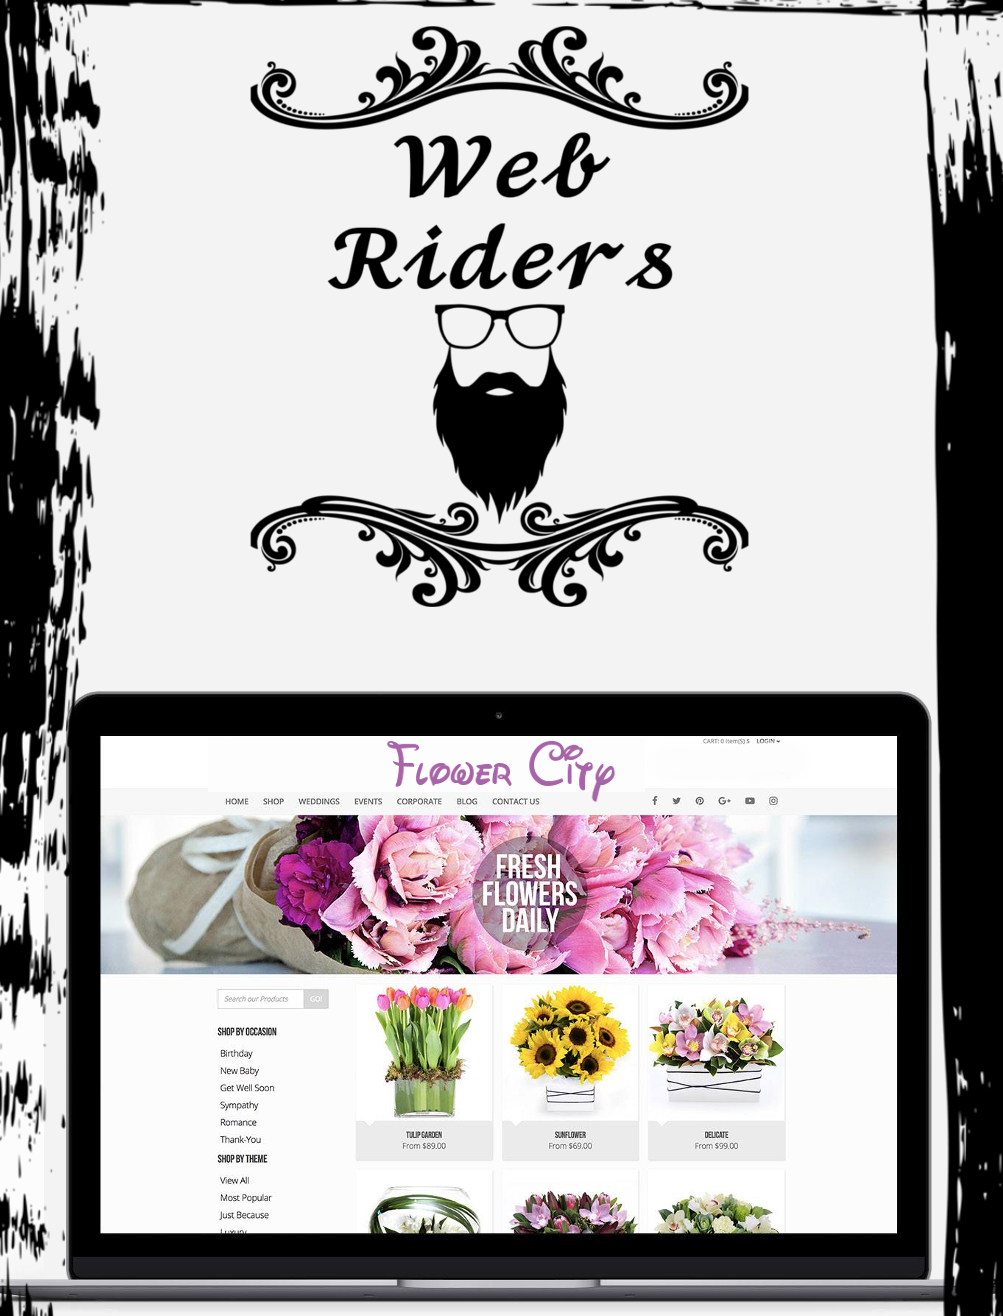 Web
Riders
CART: 0 Item(S) $ LOGIN
Flower City
HOME SHOP WEDDINGS EVENTS CORPORATE BLOG CONTACT US
FRESH
FLOWERS
DAILY
Search our Products GO!
SHOP BY OCCASION
Birthday
New Baby
Get Well Soon
Sympathy
Romance
Thank-You
SHOP BY THEME
View All
Most Popular
Just Because
Luxury
TULIP GARDEN
From $89.00
SUNFLOWER
From $69.00
DELICATE
From $99.00